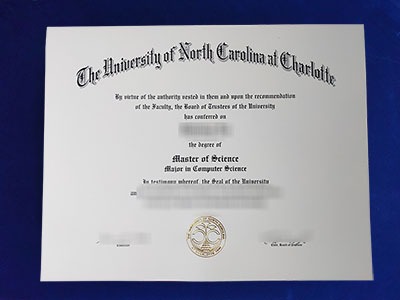 The University of North Carolina at Charlotte
By virtue of the authority vested in them and upon the recommendation
of the Faculty, the Board of Trustees of the University
has conferred on
the degree of
Master of Science
Major in Computer Science
In testimony whereof, the Seal of the University